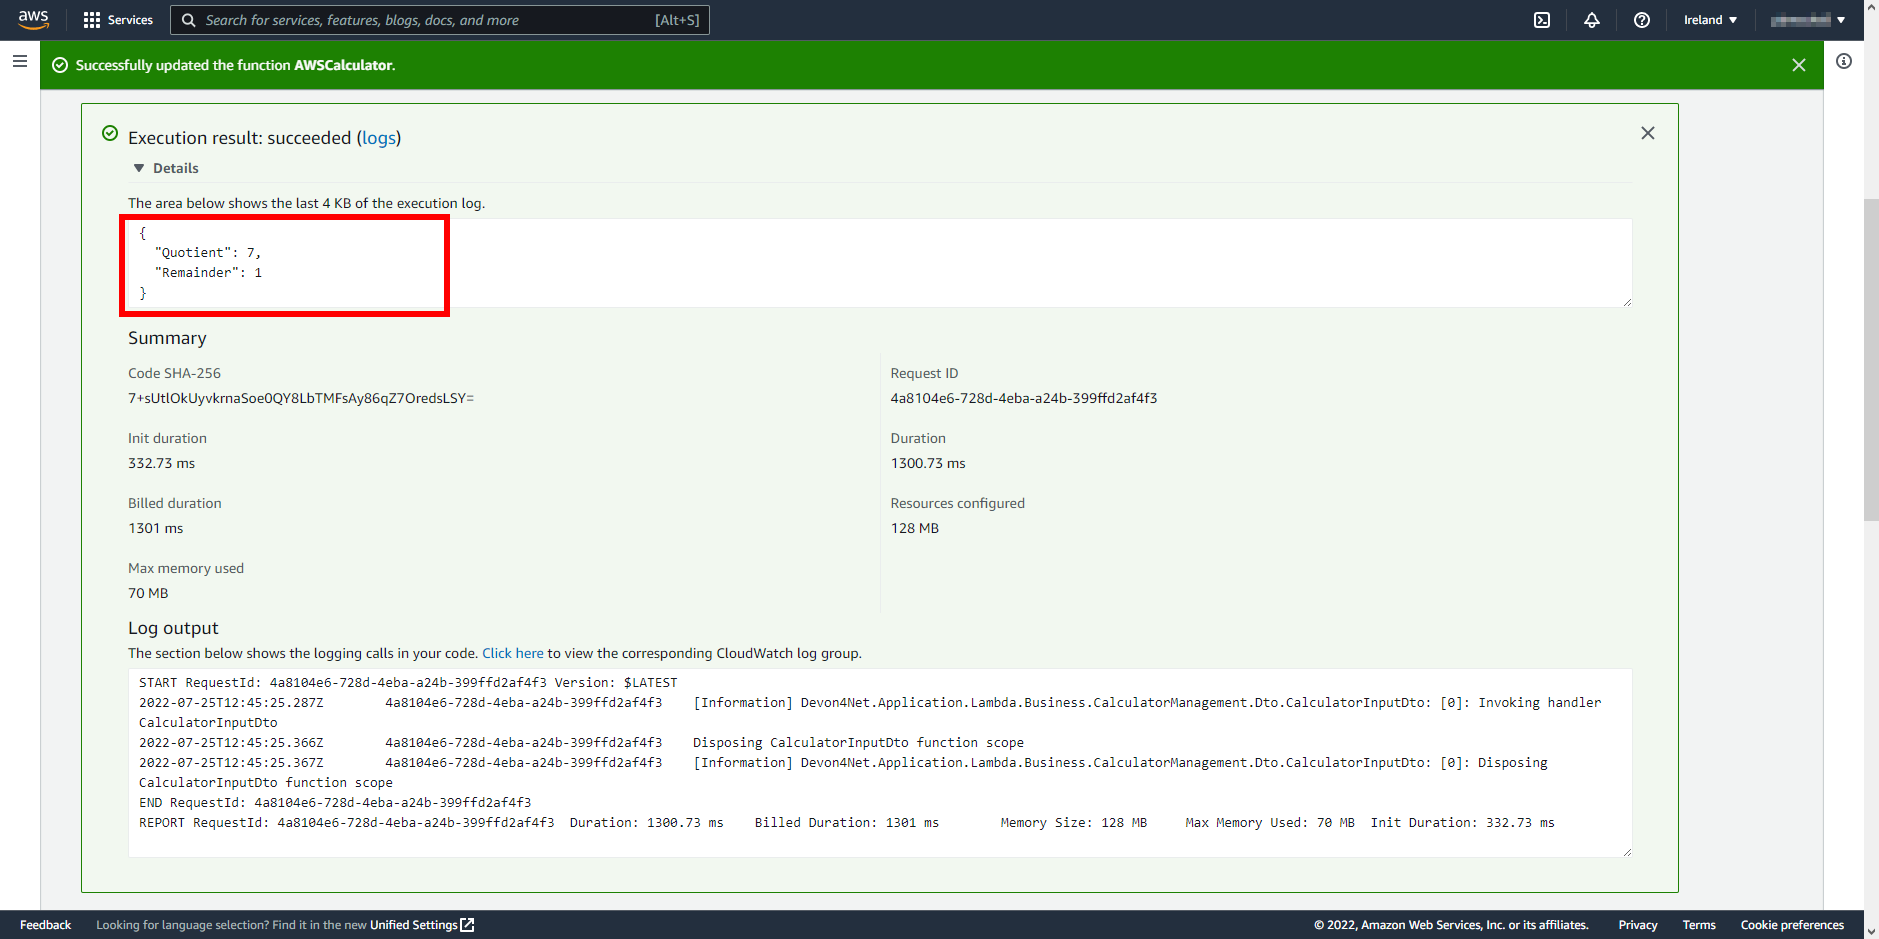 aws
Services
Search for services, features, blogs, docs, and more
[Alt+S]
Ireland
Successfully updated the function AWSCalculator.
Execution result: succeeded (logs)
Details
The area below shows the last 4 KB of the execution log.
{
"Quotient": 7,
"Remainder": 1
}
Summary
Code SHA-256
7+sUtlOkUyvkrnaSoe0QY8LbTMFsAy86qZ7OredsLSY=
Request ID
4a8104e6-728d-4eba-a24b-399ffd2af4f3
Init duration
332.73 ms
Duration
1300.73 ms
Billed duration
1301 ms
Resources configured
128 MB
Max memory used
70 MB
Log output
The section below shows the logging calls in your code. Click here to view the corresponding CloudWatch log group.
START RequestId: 4a8104e6-728d-4eba-a24b-399ffd2af4f3 Version: $LATEST
2022-07-25T12:45:25.287Z 4a8104e6-728d-4eba-a24b-399ffd2af4f3 [Information] Devon4Net.Application.Lambda.Business.CalculatorManagement.Dto.CalculatorInputDto: [0]: Invoking handler
CalculatorInputDto
2022-07-25T12:45:25.366Z 4a8104e6-728d-4eba-a24b-399ffd2af4f3 Disposing CalculatorInputDto function scope
2022-07-25T12:45:25.367Z 4a8104e6-728d-4eba-a24b-399ffd2af4f3 [Information] Devon4Net.Application.Lambda.Business.CalculatorManagement.Dto.CalculatorInputDto: [0]: Disposing
CalculatorInputDto function scope
END RequestId: 4a8104e6-728d-4eba-a24b-399ffd2af4f3
REPORT RequestId: 4a8104e6-728d-4eba-a24b-399ffd2af4f3 Duration: 1300.73 ms Billed Duration: 1301 ms Memory Size: 128 MB Max Memory Used: 70 MB Init Duration: 332.73 ms
Feedback
Looking for language selection? Find it in the new Unified Settings
© 2022, Amazon Web Services, Inc. or its affiliates.
Privacy
Terms
Cookie preferences